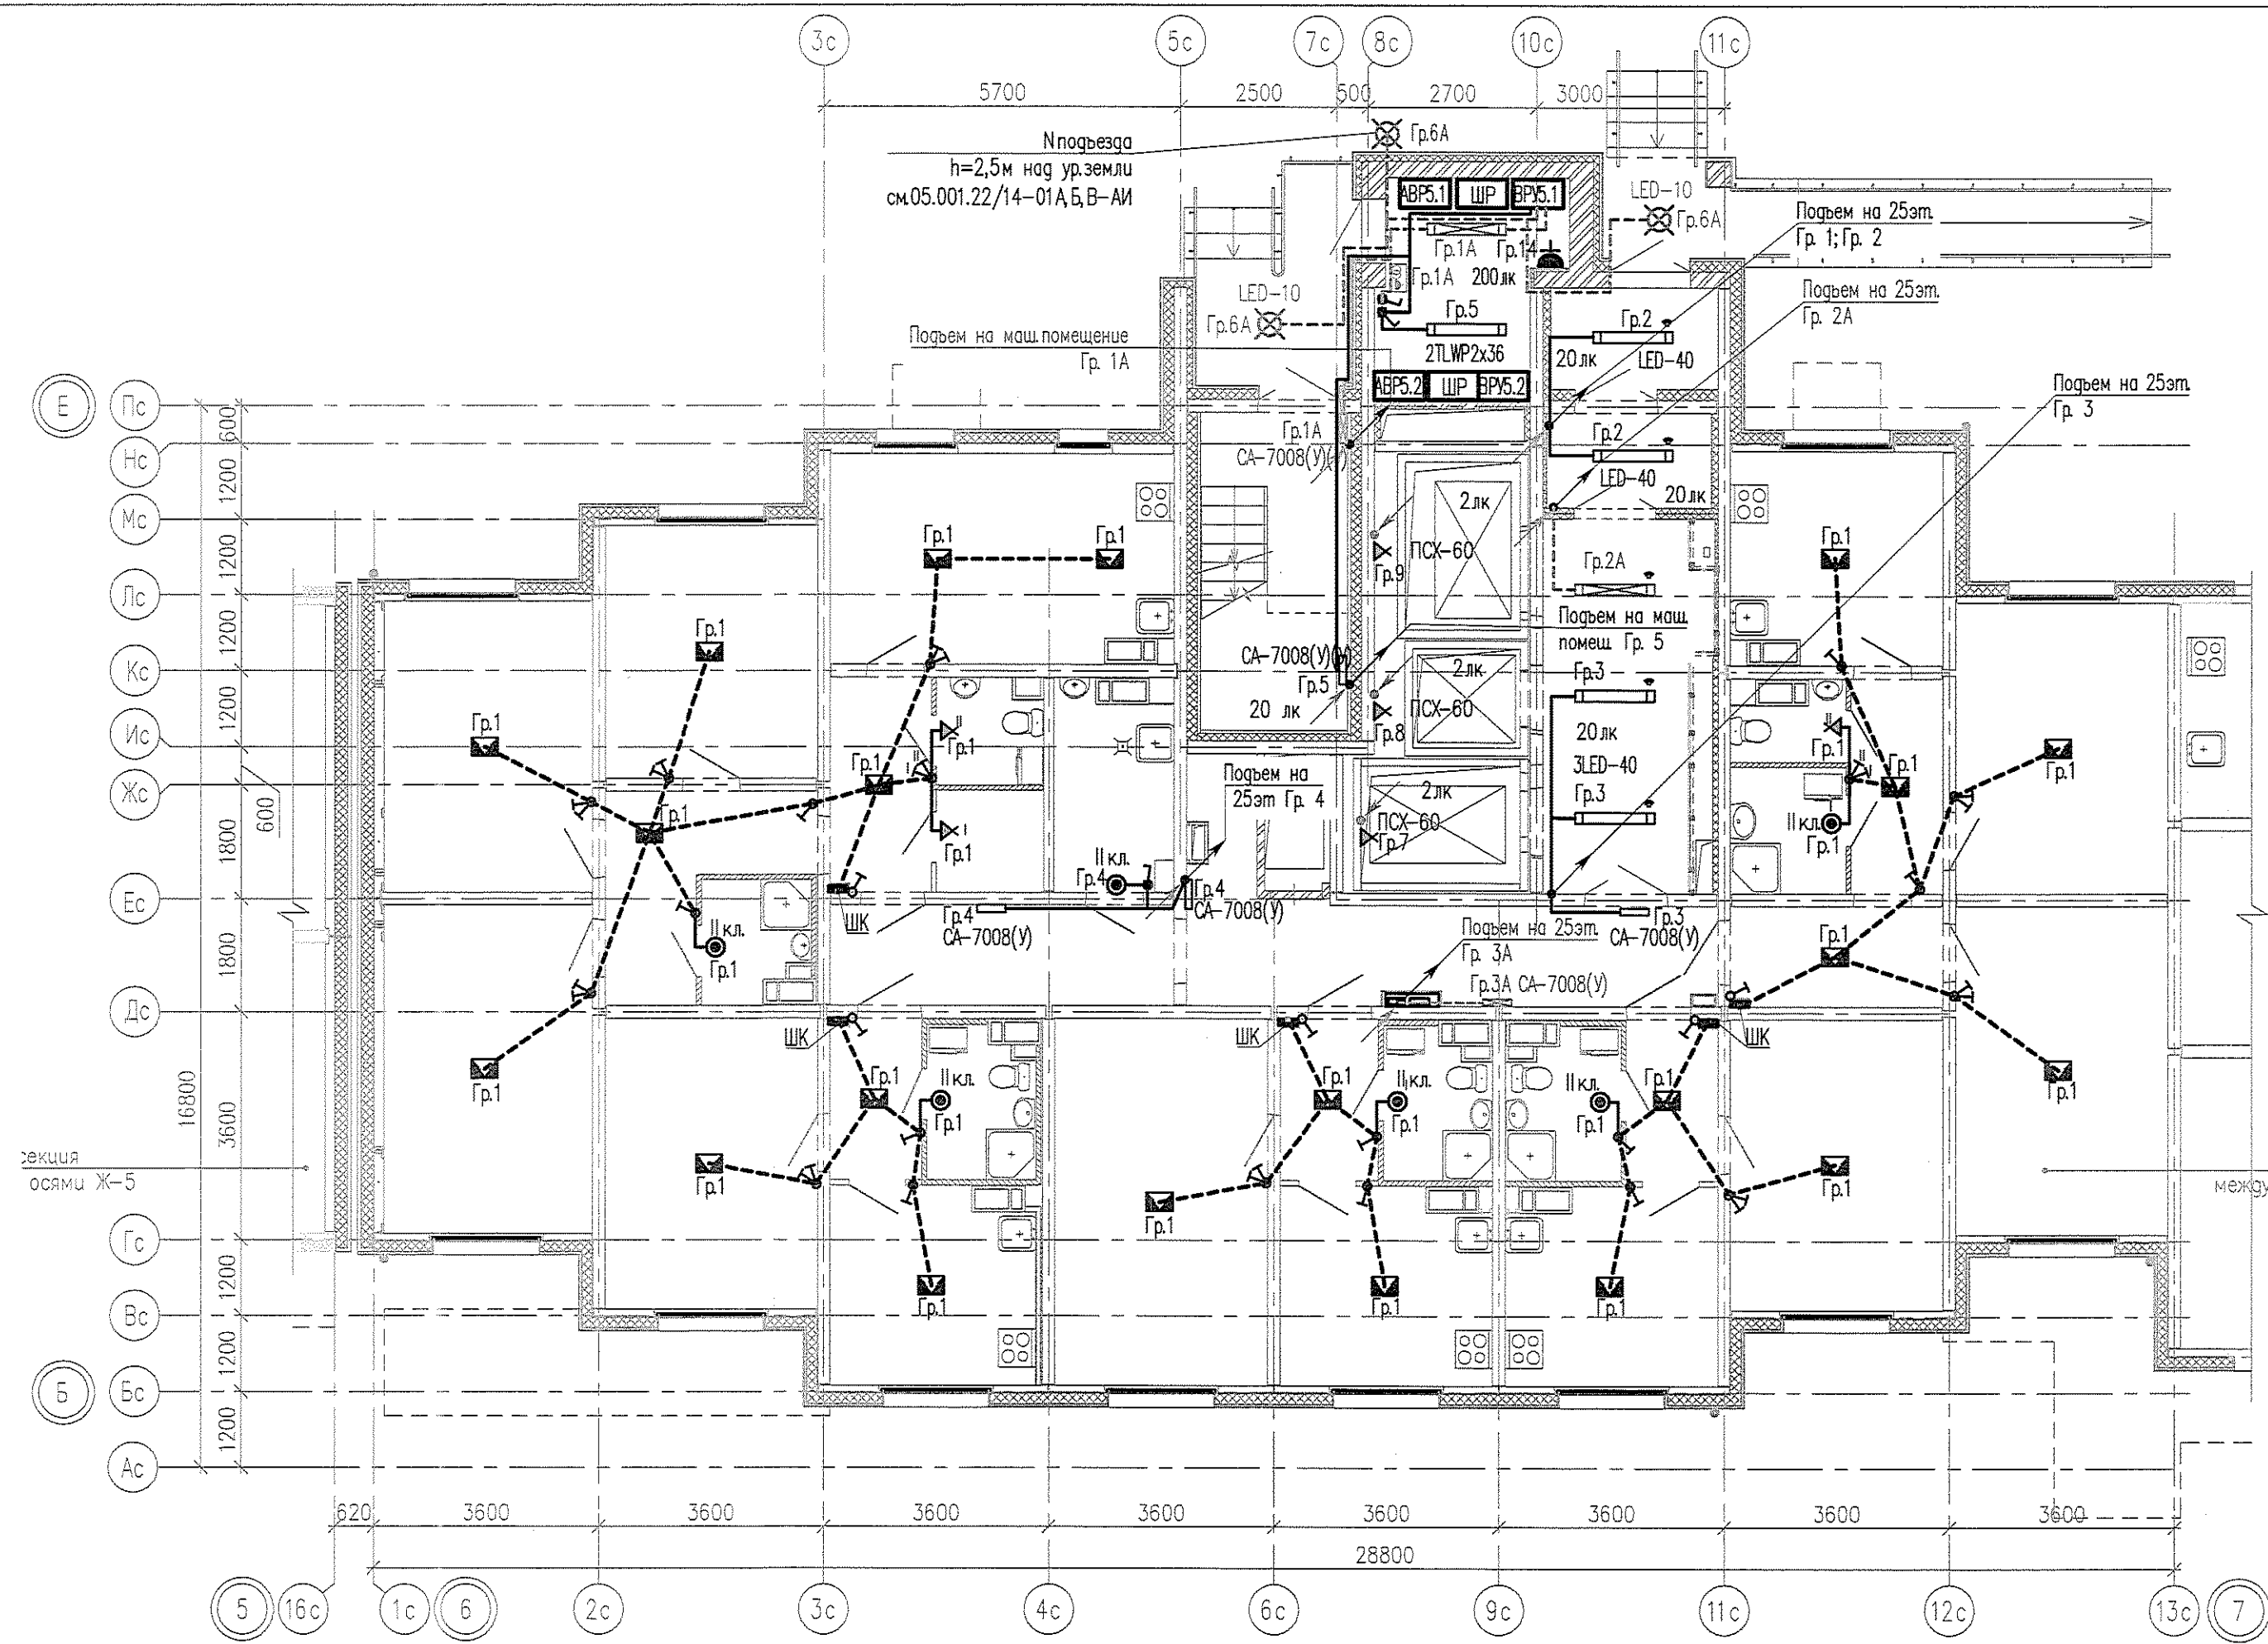 3с 5с 7с 8с 10с 11с
5700 2500 500 2700 3000
Nподъезда
h=2,5м над ур.земли
см.05.001.22/14-01А,Б,В-АИ
Гр.6А
АВР5.1 ШР ВРУ5.1
LED-10
Гр.6А
Подъем на 25эт.
Гр. 1; Гр. 2
Гр.1А Гр.14
Гр.1А 200лк
LED-10
Гр.6А
Подъем на 25эт.
Гр. 2А
Гр.5
Гр.2
Подъем на маш.помещение
Гр. 1А
2TLWP2x36
20лк LED-40
АВР5.2 ШР ВРУ5.2
Подъем на 25эт.
Гр. 3
Е Пс
600
Гр.1А
СА-7008(У)
Гр.2
Нс
1200
LED-40
20лк
Мс
2лк
1200
Гр.1 Гр.1 Гр.1
ПСХ-60
Гр.9
Гр.2А
Лс
1200
Гр.1
Подъем на маш.
помещ. Гр. 5
СА-7008(У)
Гр.5
Кс
2лк
Гр.3
1200
20 лк
ПСХ-60
Гр.8
20лк
Гр.1
Ис
II
Гр.1
II
Гр.1
Гр.1
3LED-40
Жс
600
Гр.1
II
I
Подъем на
25эт Гр. 4
2лк
Гр.3
II
I
Гр.1
1800
Гр.1
I
Гр.1
ПСХ-60
Гр.7
II кл.
Гр.1
II кл.
Гр.4
Гр.4
СА-7008(У)
Ес
ШК
Гр.4
СА-7008(У)
Гр.3
СА-7008(У)
II кл.
Гр.1
Подъем на 25эт.
Гр. 3А
Гр.1
1800
Гр.3А СА-7008(У)
Дс
ШК ШК ШК
Гр.1
Гр.1 II кл. Гр.1
Гр.1 II кл. Гр.1
II кл. Гр.1 Гр.1
Гр.1
16800
3600
секция
осями Ж-5
Гр.1 Гр.1 Гр.1
между
Гс
1200
Гр.1 Гр.1 Гр.1
Вс
1200
Б Бс
1200
Ас
620 3600 3600 3600 3600 3600 3600 3600 3600
28800
5 16с 1с 6 2с 3с 4с 6с 9с 11с 12с 13с 7